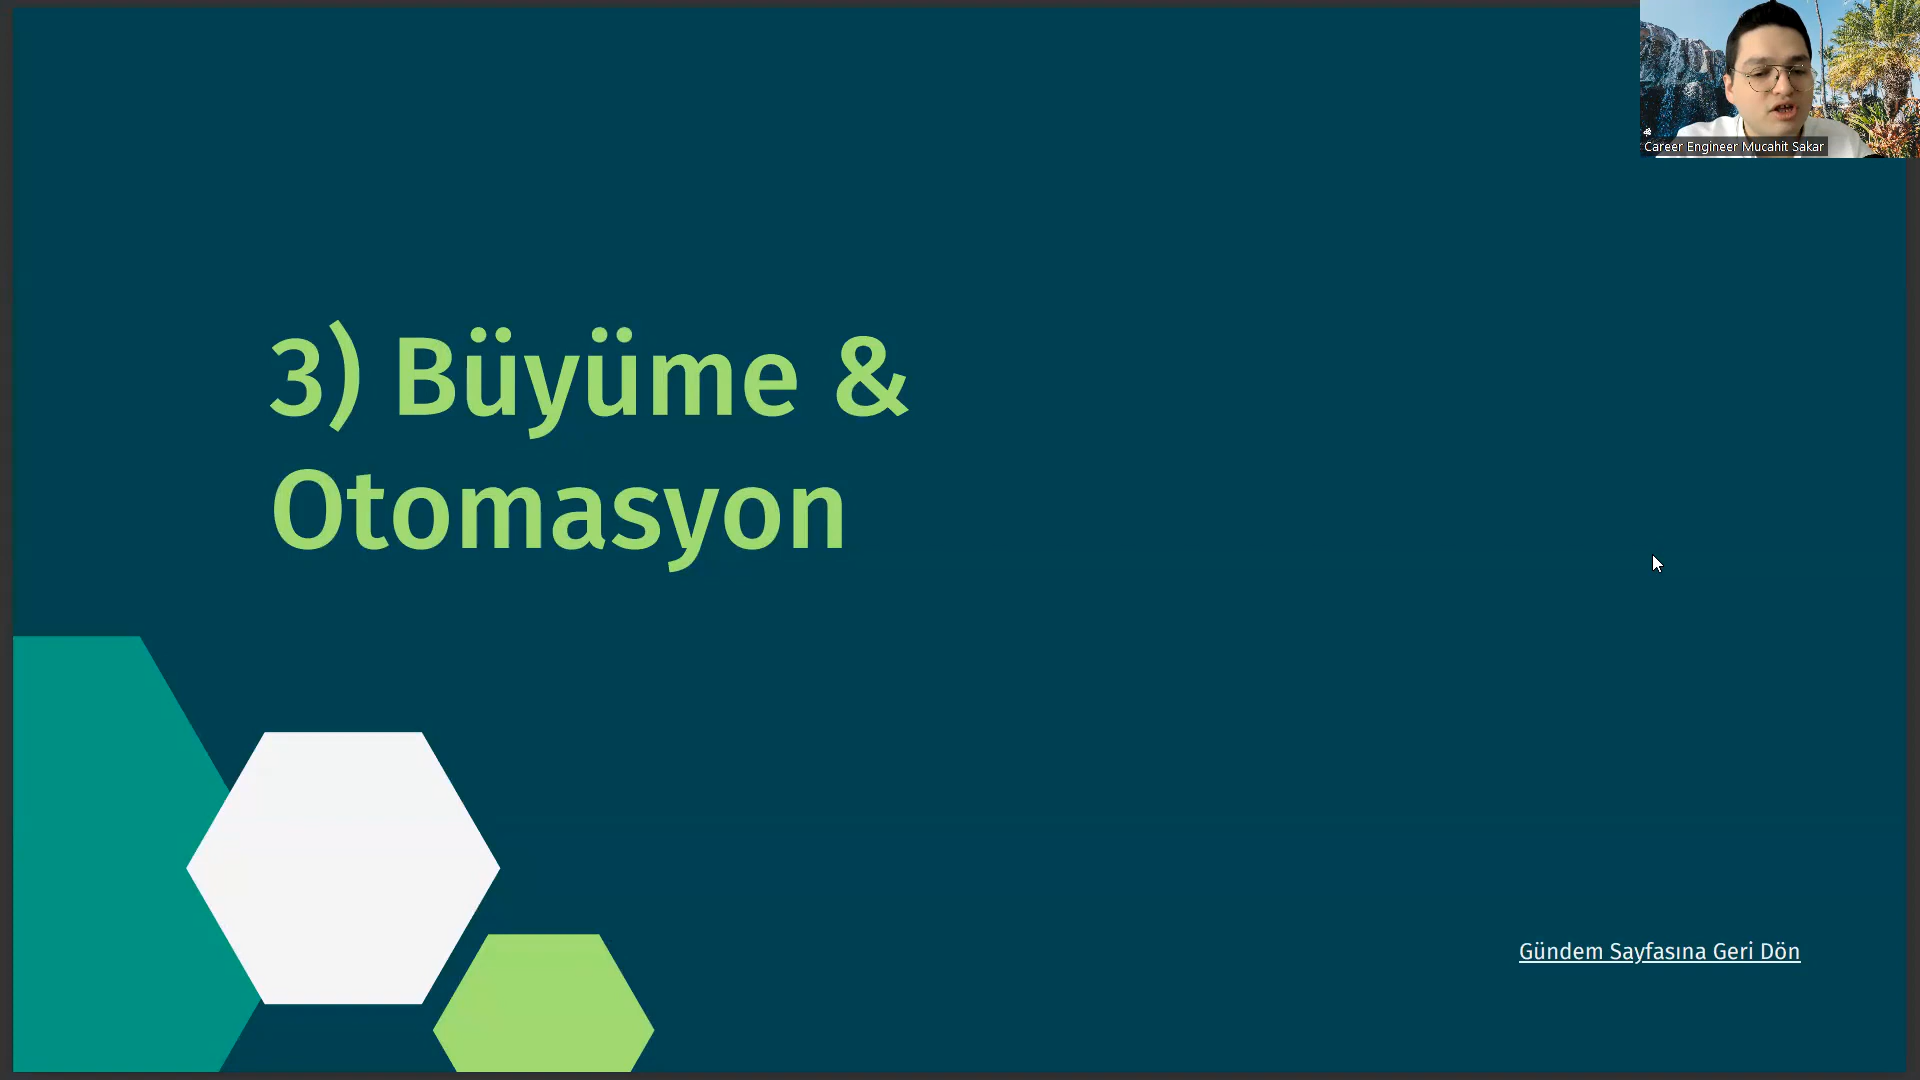 Career Engineer Mucahit Sakar
3) Büyüme &
Otomasyon
Gündem Sayfasına Geri Dön